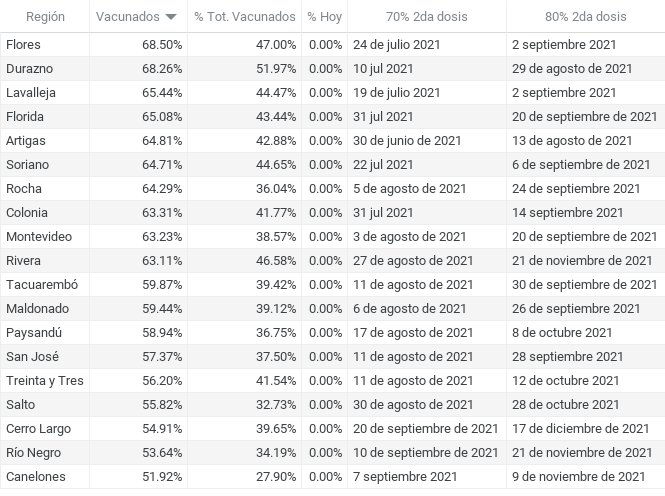 Región Vacunados % Tot. Vacunados % Hoy 70% 2da dosis 80% 2da dosis
Flores 68.50% 47.00% 0.00% 24 de julio 2021 2 septiembre 2021
Durazno 68.26% 51.97% 0.00% 10 jul 2021 29 de agosto de 2021
Lavalleja 65.44% 44.47% 0.00% 19 de julio 2021 2 septiembre 2021
Florida 65.08% 43.44% 0.00% 31 jul 2021 20 de septiembre de 2021
Artigas 64.81% 42.88% 0.00% 30 de junio de 2021 13 de agosto de 2021
Soriano 64.71% 44.65% 0.00% 22 jul 2021 6 de septiembre de 2021
Rocha 64.29% 36.04% 0.00% 5 de agosto de 2021 24 de septiembre de 2021
Colonia 63.31% 41.77% 0.00% 31 jul 2021 14 septiembre 2021
Montevideo 63.23% 38.57% 0.00% 3 de agosto de 2021 20 de septiembre de 2021
Rivera 63.11% 46.58% 0.00% 27 de agosto de 2021 21 de noviembre de 2021
Tacuarembó 59.87% 39.42% 0.00% 11 de agosto de 2021 30 de septiembre de 2021
Maldonado 59.44% 39.12% 0.00% 6 de agosto de 2021 26 de septiembre 2021
Paysandú 58.94% 36.75% 0.00% 17 de agosto de 2021 8 de octubre de 2021
San José 57.37% 37.50% 0.00% 11 de agosto de 2021 28 septiembre 2021
Treinta y Tres 56.20% 41.54% 0.00% 11 de agosto de 2021 12 de octubre de 2021
Salto 55.82% 32.73% 0.00% 30 de agosto de 2021 28 de octubre de 2021
Cerro Largo 54.91% 39.65% 0.00% 20 de septiembre de 2021 17 de diciembre de 2021
Río Negro 53.64% 34.19% 0.00% 10 de septiembre de 2021 21 de noviembre de 2021
Canelones 51.92% 27.90% 0.00% 7 septiembre 2021 9 de noviembre de 2021